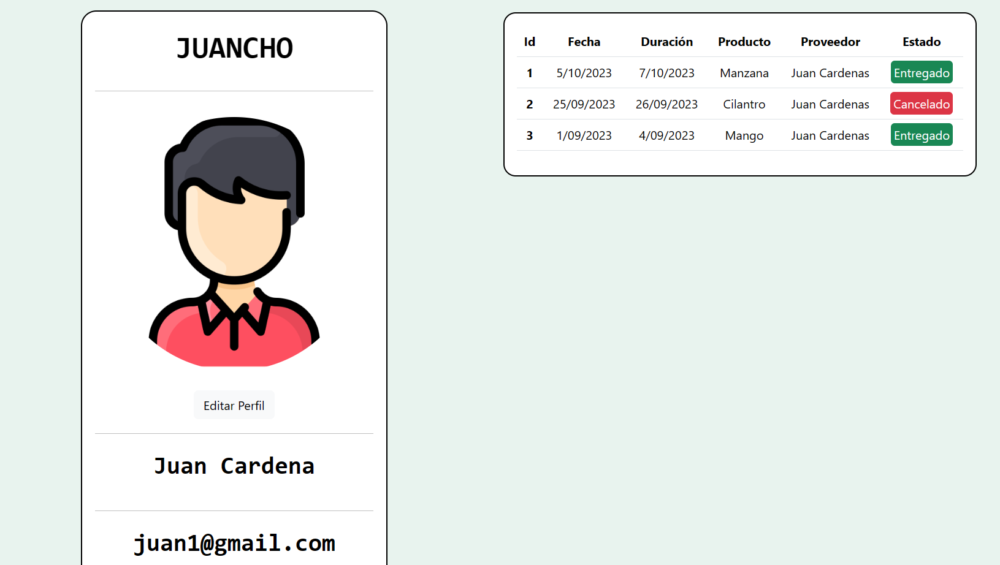 JUANCHO
Editar Perfil
Juan Cardena
juan1@gmail.com
Id Fecha Duración Producto Proveedor Estado
1 5/10/2023 7/10/2023 Manzana Juan Cardenas Entregado
2 25/09/2023 26/09/2023 Cilantro Juan Cardenas Cancelado
3 1/09/2023 4/09/2023 Mango Juan Cardenas Entregado